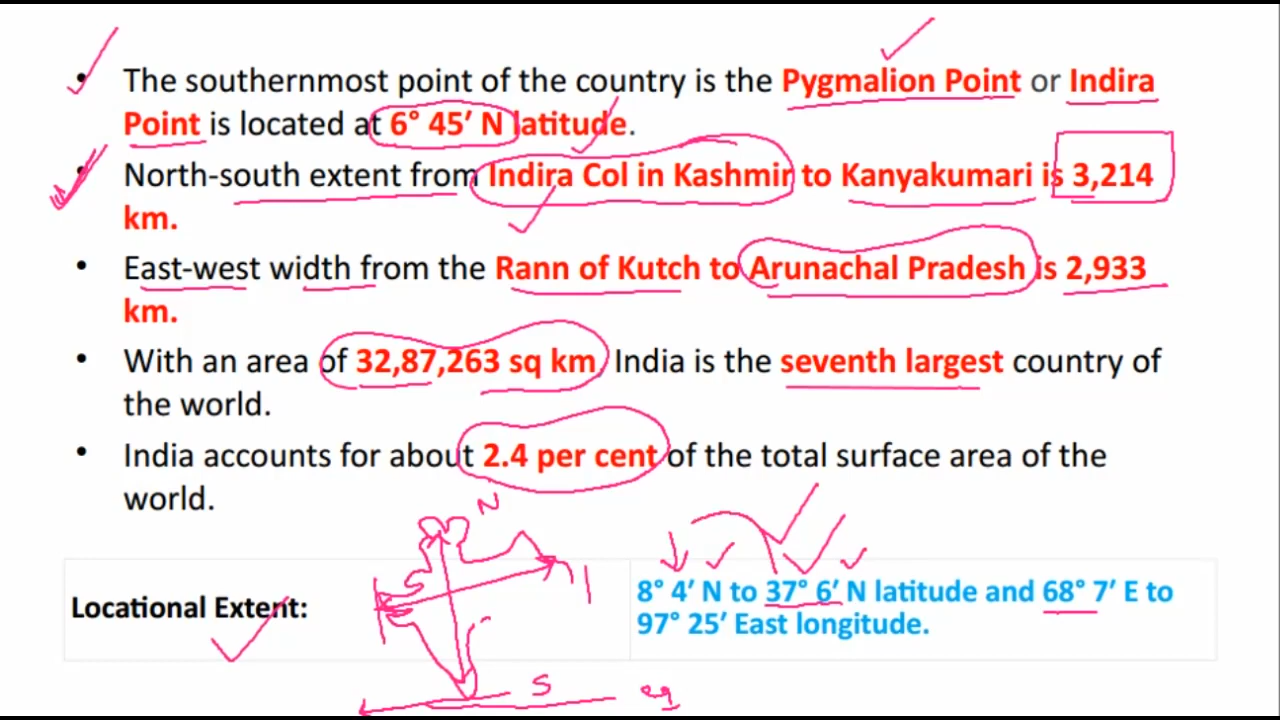 • The southernmost point of the country is the Pygmalion Point or Indira
Point is located at 6° 45′ N latitude.
• North-south extent from Indira Col in Kashmir to Kanyakumari is 3,214
km.
• East-west width from the Rann of Kutch to Arunachal Pradesh is 2,933
km.
• With an area of 32,87,263 sq km, India is the seventh largest country of
the world.
• India accounts for about 2.4 per cent of the total surface area of the
world.
N
Locational Extent:
8° 4′ N to 37° 6′ N latitude and 68° 7′ E to
97° 25′ East longitude.
S
eq